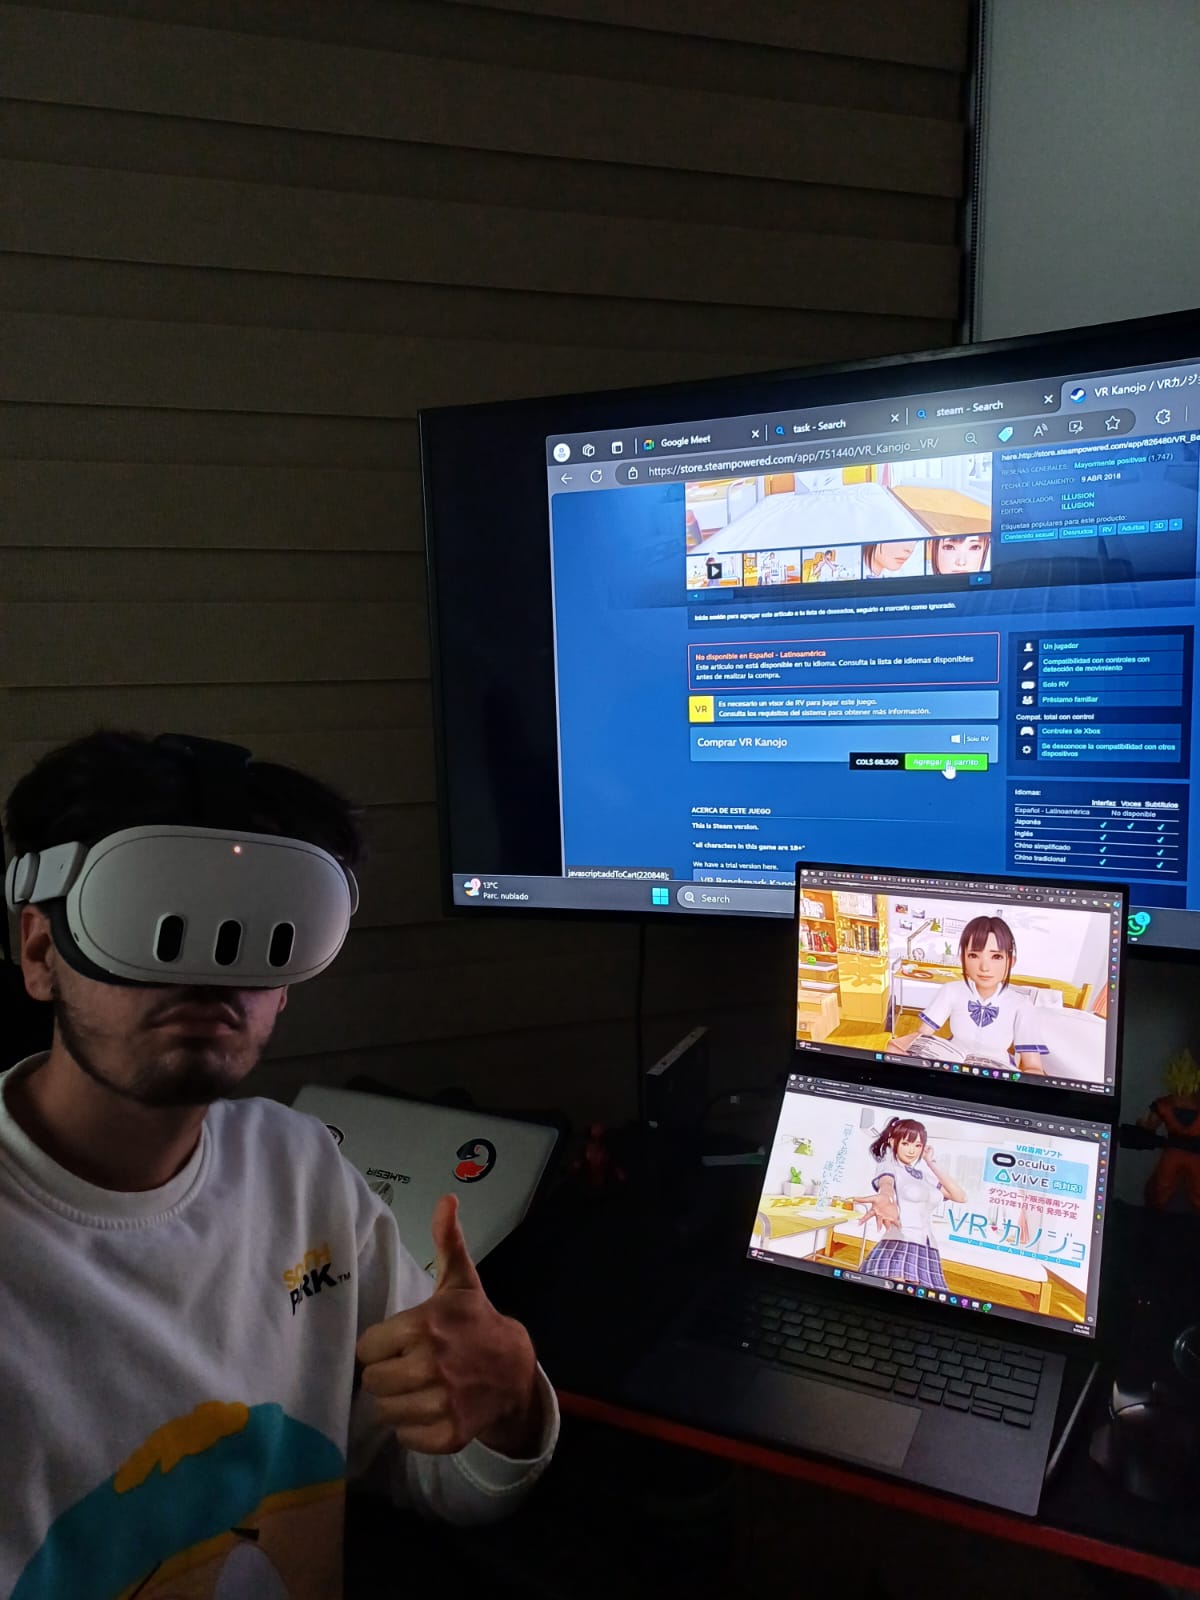 Google Meet
task - Search
steam - Search
VR Kanojo / VRカノジョ
https://store.steampowered.com/app/751440/VR_Kanojo__VR/
here.http://store.steampowered.com/app/826480/VR_Be
RESEÑAS GENERALES: Mayormente positivas (1,747)
FECHA DE LANZAMIENTO: 9 ABR 2018
DESARROLLADOR: ILLUSION
EDITOR: ILLUSION
Etiquetas populares para este producto:
Contenido sexual Desnudos RV Adultos 3D +
Inicia sesión para agregar este artículo a tu lista de deseados, seguirlo o marcarlo como ignorado.
No disponible en Español - Latinoamérica
Este artículo no está disponible en tu idioma. Consulta la lista de idiomas disponibles
antes de realizar la compra.
VR
Es necesario un visor de RV para jugar este juego.
Consulta los requisitos del sistema para obtener más información.
Comprar VR Kanojo
Solo RV
COL$ 68.500
Agregar al carrito
ACERCA DE ESTE JUEGO
This is Steam version.
"all characters in this game are 18+"
We have a trial version here.
VR Benchmark Kanoj
javascript:addToCart(220848);
Un jugador
Compatibilidad con controles con
detección de movimiento
Solo RV
Préstamo familiar
Compat. total con control
Controles de Xbox
Se desconoce la compatibilidad con otros
dispositivos
Idiomas:
Interfaz Voces Subtítulos
Español - Latinoamérica No disponible
Japonés
Inglés
Chino simplificado
Chino tradicional
13°C
Parc. nublado
Search
VR専用ソフト
oculus
VIVE 両対応!
ダウンロード販売専用ソフト
2017年1月下旬 発売予定
VRカノジョ
VR KANOJO
GAMESIR
SOUTH
PARK™